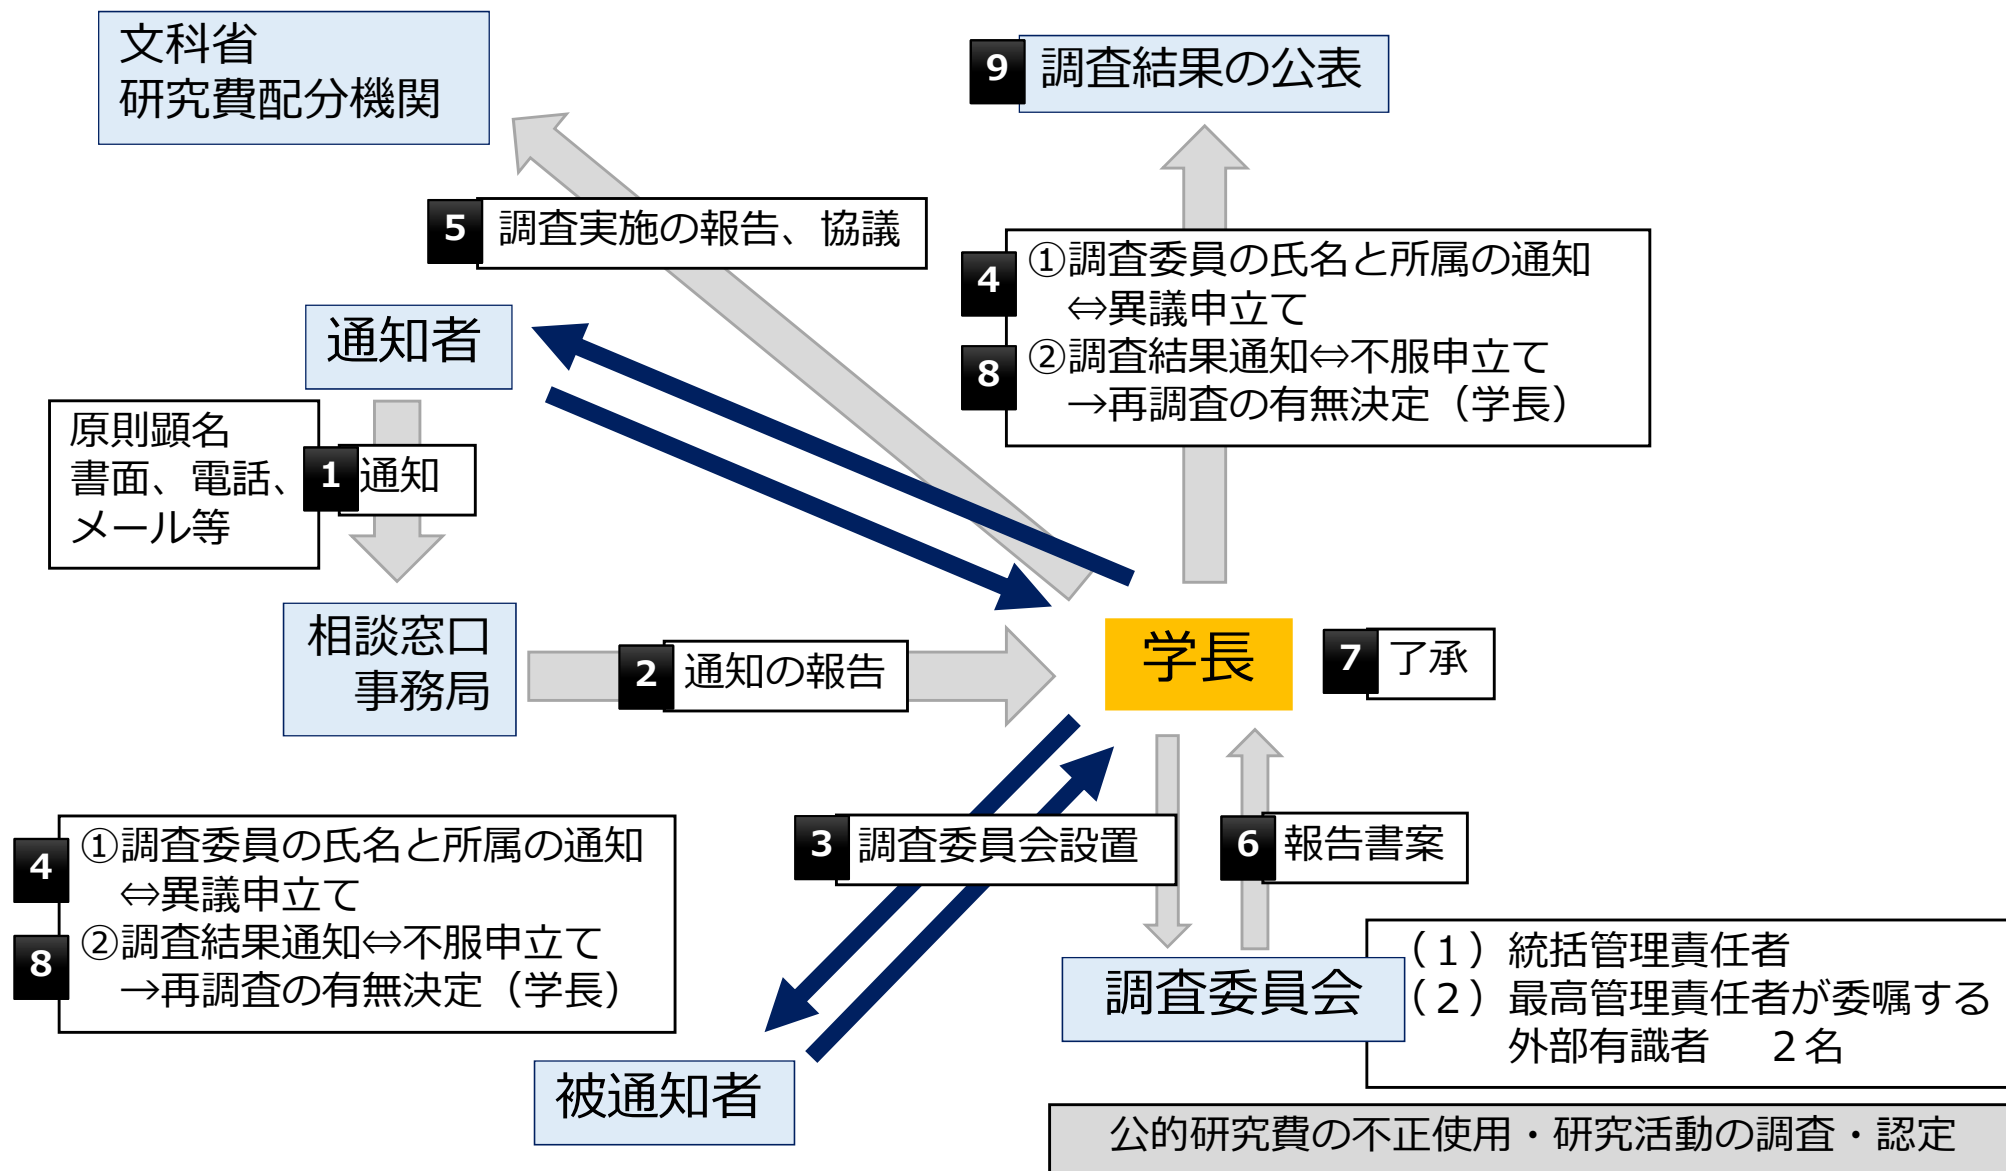 文科省
研究費配分機関
9 調査結果の公表
5 調査実施の報告、協議
4 ①調査委員の氏名と所属の通知
⇔異議申立て
8 ②調査結果通知⇔不服申立て
→再調査の有無決定（学長）
通知者
原則顕名
書面、電話、
メール等
1 通知
相談窓口
事務局
2 通知の報告
学長
7 了承
4 ①調査委員の氏名と所属の通知
⇔異議申立て
8 ②調査結果通知⇔不服申立て
→再調査の有無決定（学長）
3 調査委員会設置
6 報告書案
調査委員会
（１）統括管理責任者
（２）最高管理責任者が委嘱する
外部有識者　２名
被通知者
公的研究費の不正使用・研究活動の調査・認定